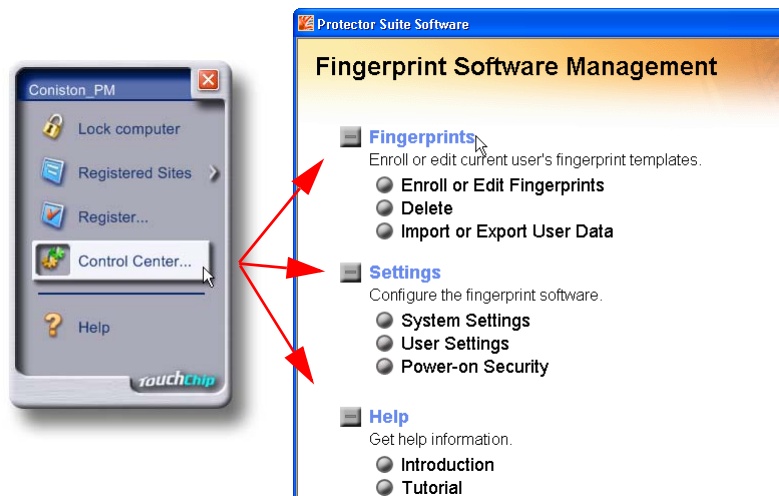 Coniston_PM
Lock computer
Registered Sites
Register...
Control Center...
Help
TouchChip
Protector Suite Software
Fingerprint Software Management
Fingerprints
Enroll or edit current user's fingerprint templates.
Enroll or Edit Fingerprints
Delete
Import or Export User Data
Settings
Configure the fingerprint software.
System Settings
User Settings
Power-on Security
Help
Get help information.
Introduction
Tutorial